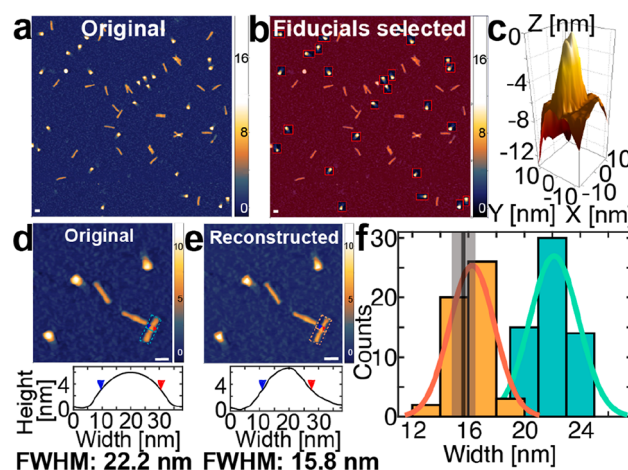 a Original
16
8
0
b Fiducials selected
16
8
0
c Z [nm]
0
-4
-8
-12
10
0
-10
10
0
-10
Y [nm] X [nm]
d Original
10
5
0
e Reconstructed
10
5
0
Height
[nm]
4
0
0 10 20 30
Width [nm]
FWHM: 22.2 nm
4
0
0 10 20 30
Width [nm]
FWHM: 15.8 nm
f
Counts
30
20
10
0
12 16 20 24
Width [nm]